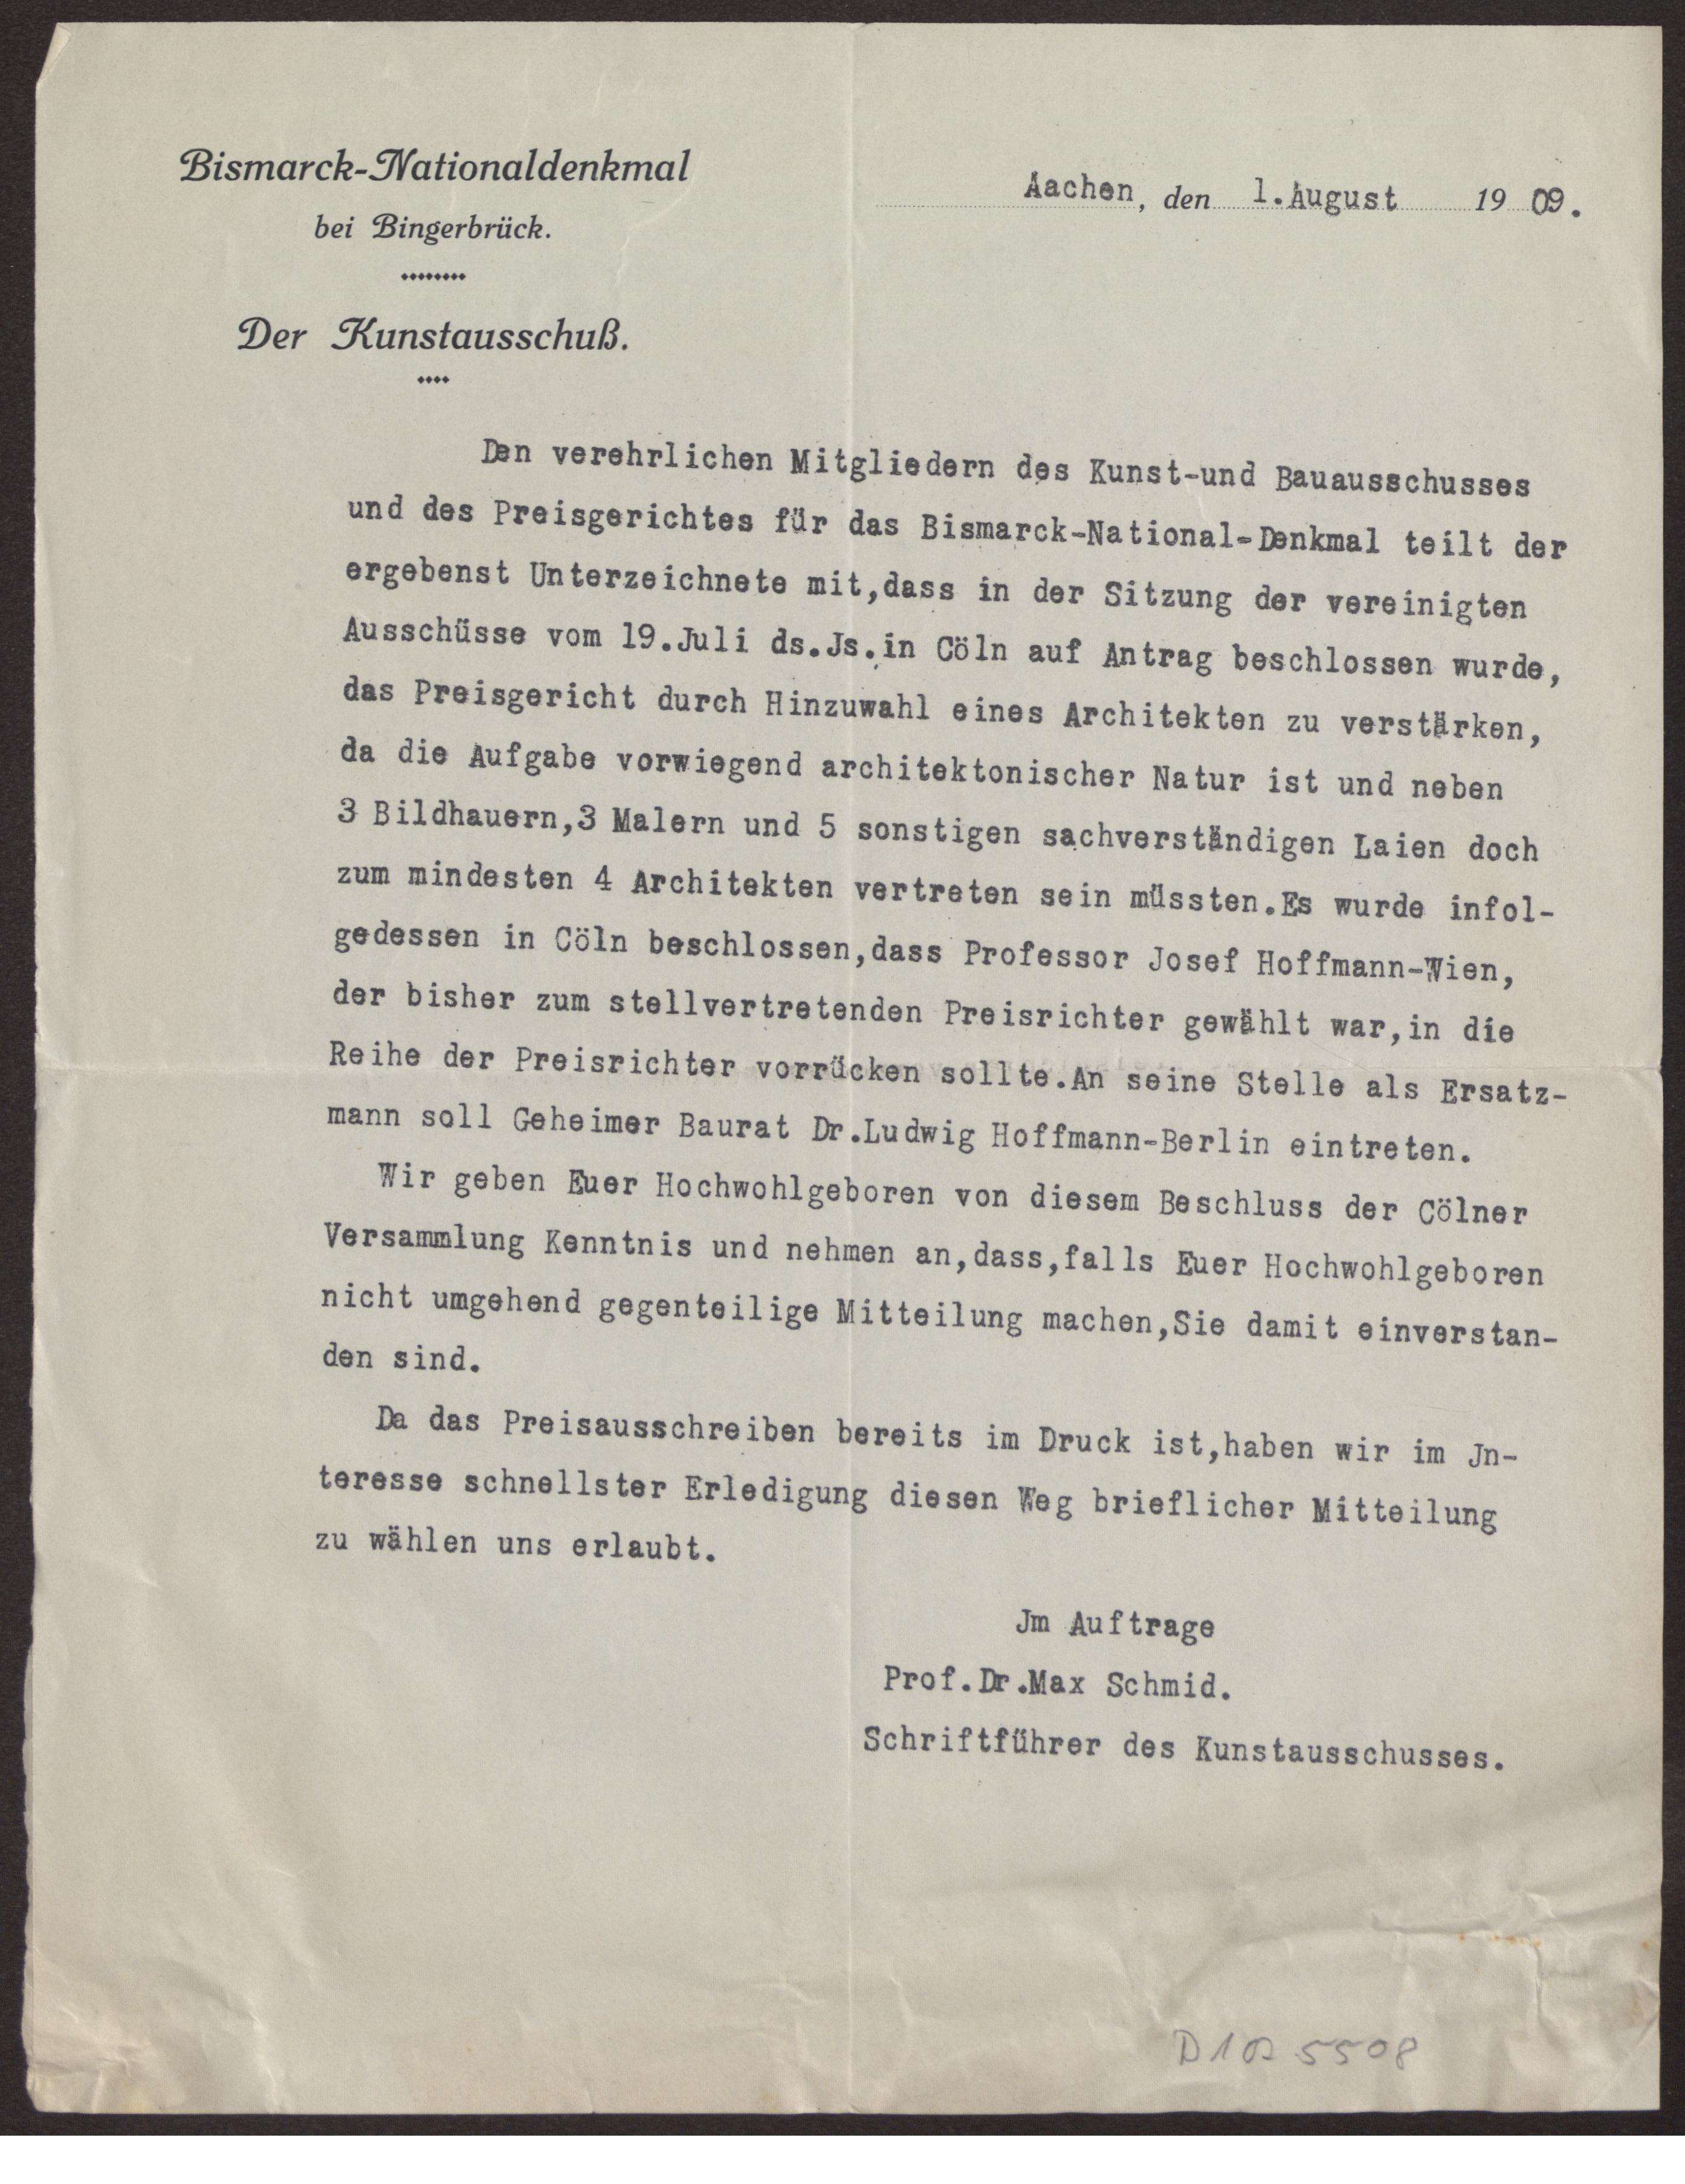 Bismarck-Nationaldenkmal
bei Bingerbrück.
Der Kunstausschuß.
Aachen, den 1.August 1909.
Den verehrlichen Mitgliedern des Kunst-und Bauausschusses
und des Preisgerichtes für das Bismarck-National-Denkmal teilt der
ergebenst Unterzeichnete mit,dass in der Sitzung der vereinigten
Ausschüsse vom 19.Juli ds.Js.in Cöln auf Antrag beschlossen wurde,
das Preisgericht durch Hinzuwahl eines Architekten zu verstärken,
da die Aufgabe vorwiegend architektonischer Natur ist und neben
3 Bildhauern,3 Malern und 5 sonstigen sachverständigen Laien doch
zum mindesten 4 Architekten vertreten sein müssten.Es wurde infol-
gedessen in Cöln beschlossen,dass Professor Josef Hoffmann-Wien,
der bisher zum stellvertretenden Preisrichter gewählt war,in die
Reihe der Preisrichter vorrücken sollte.An seine Stelle als Ersatz-
mann soll Geheimer Baurat Dr.Ludwig Hoffmann-Berlin eintreten.
Wir geben Euer Hochwohlgeboren von diesem Beschluss der Cölner
Versammlung Kenntnis und nehmen an,dass,falls Euer Hochwohlgeboren
nicht umgehend gegenteilige Mitteilung machen,Sie damit einverstan-
den sind.
Da das Preisausschreiben bereits im Druck ist,haben wir im Jn-
teresse schnellster Erledigung diesen Weg brieflicher Mitteilung
zu wählen uns erlaubt.
Jm Auftrage
Prof.Dr.Max Schmid.
Schriftführer des Kunstausschusses.
5508